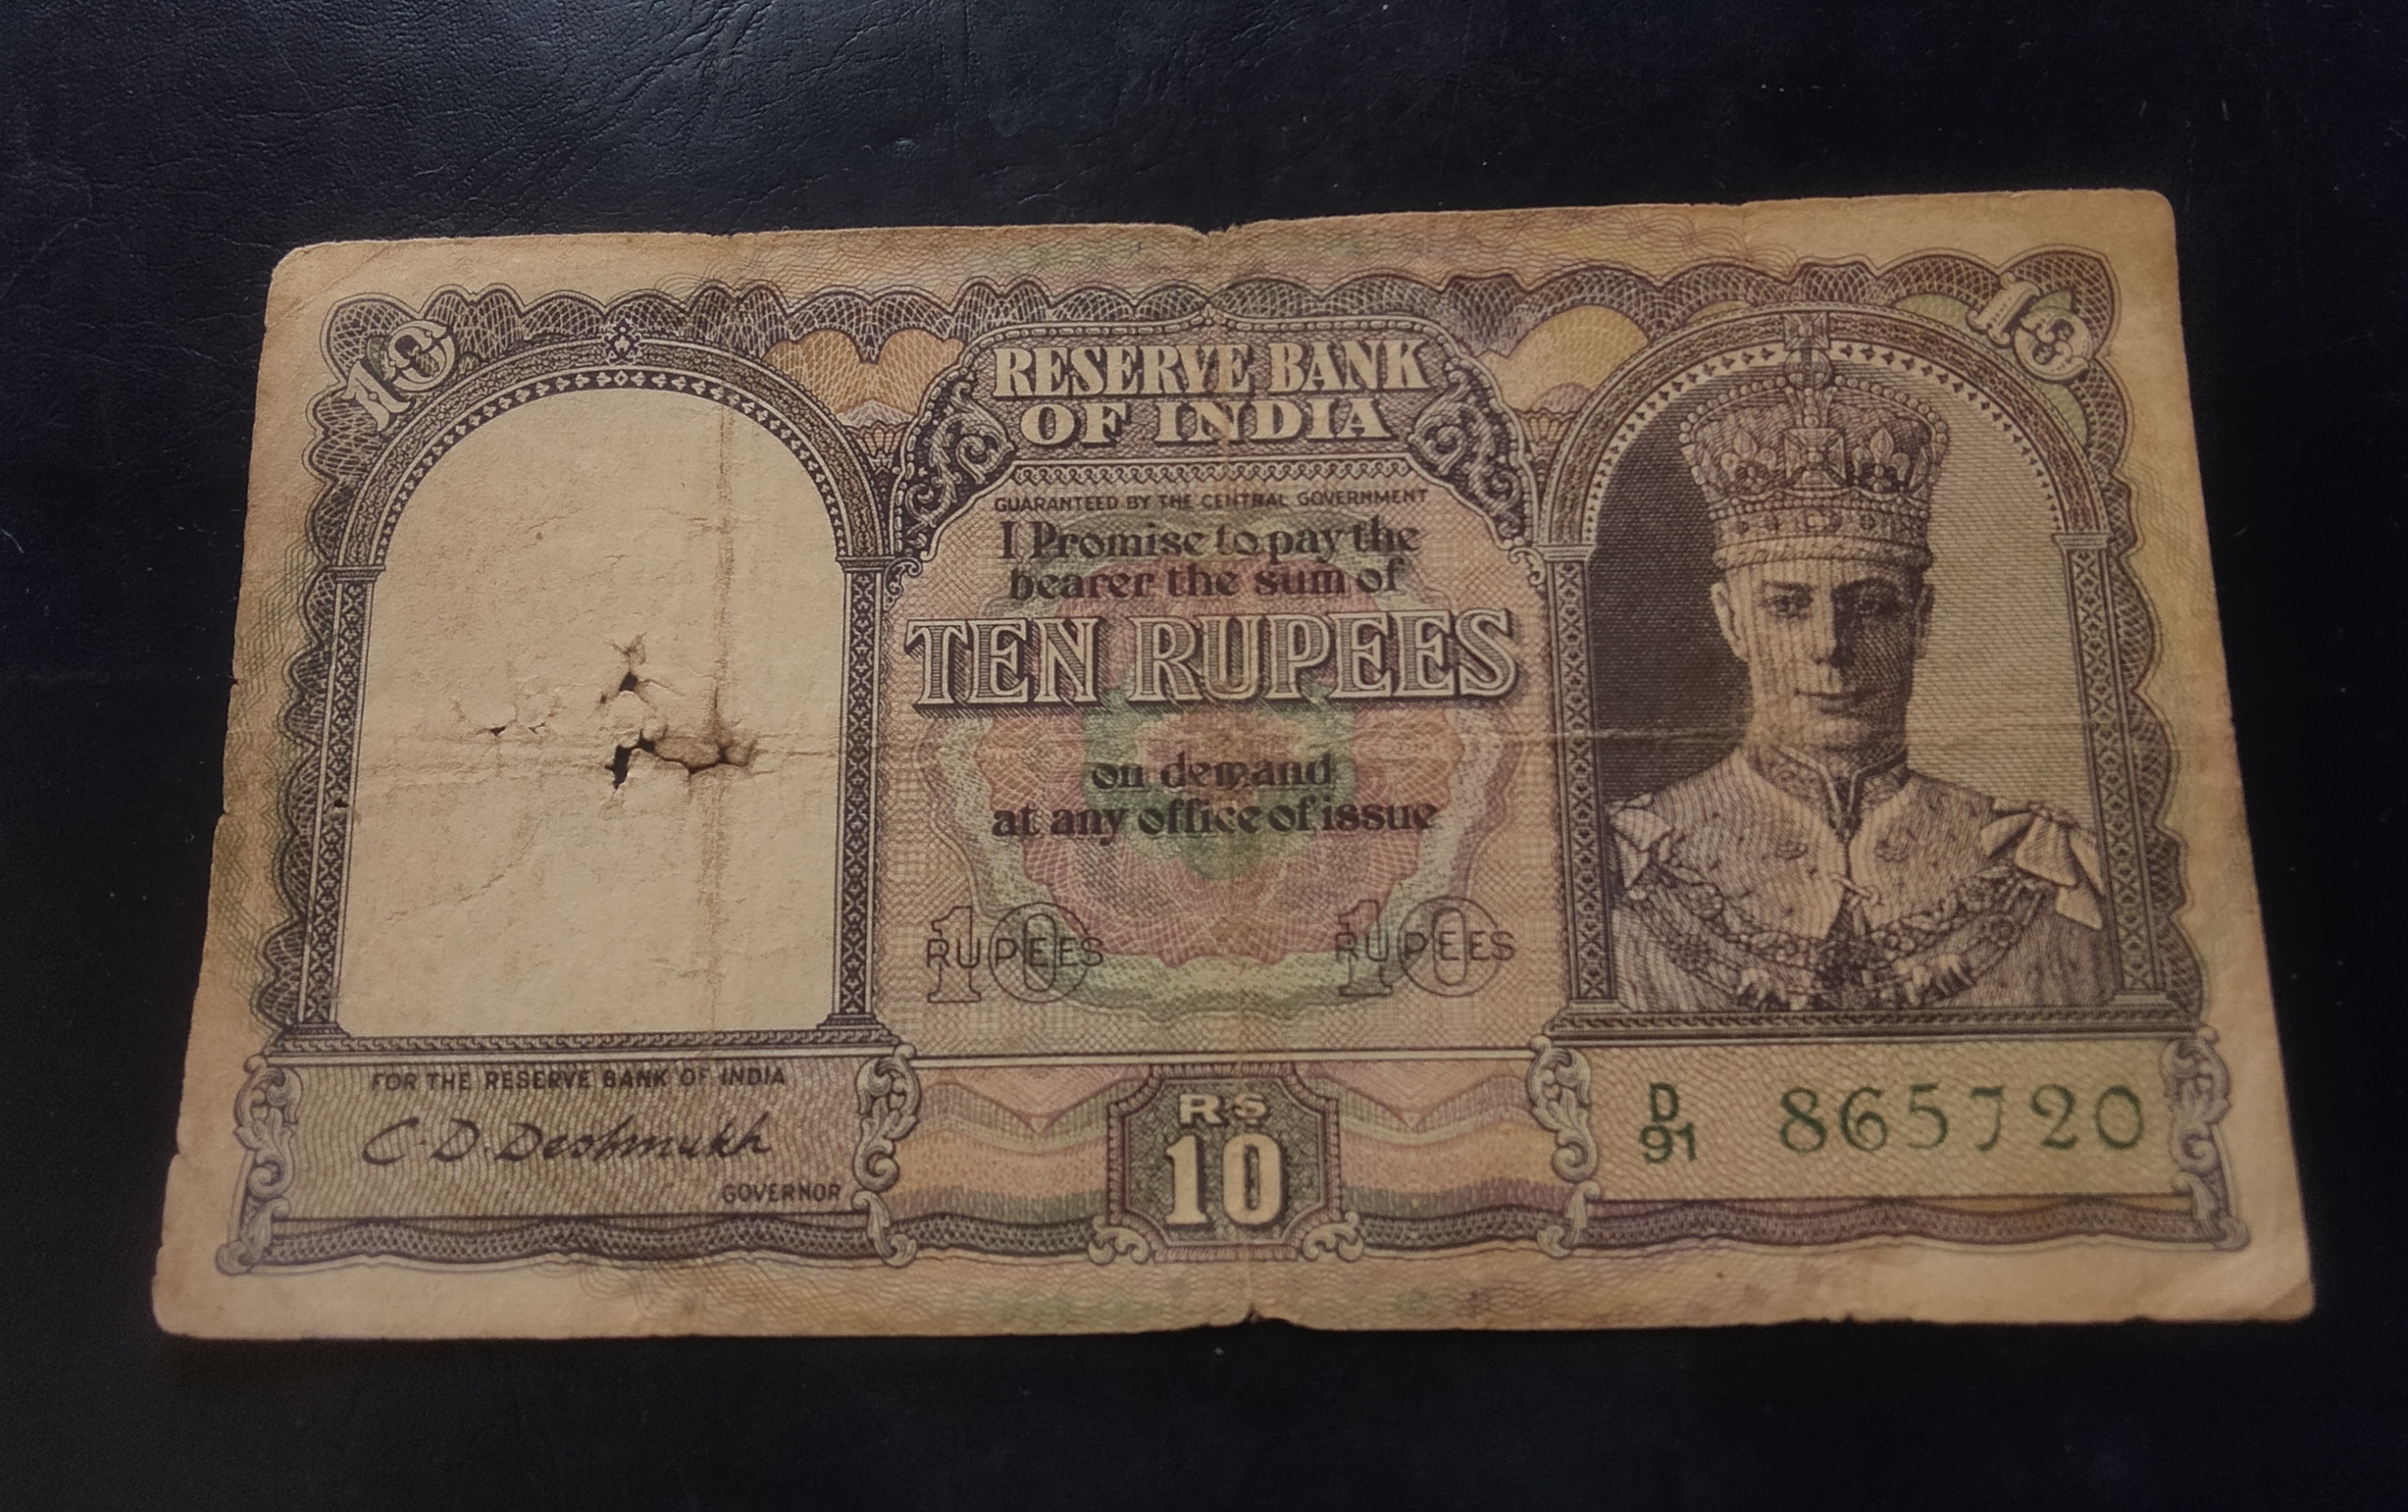 10
10
RESERVE BANK
OF INDIA
GUARANTEED BY THE CENTRAL GOVERNMENT
I Promise to pay the
bearer the sum of
TEN RUPEES
on demand
at any office of issue
10 RUPEES
10 RUPEES
FOR THE RESERVE BANK OF INDIA
C. D. Deshmukh
GOVERNOR
RS
10
D
91 865720